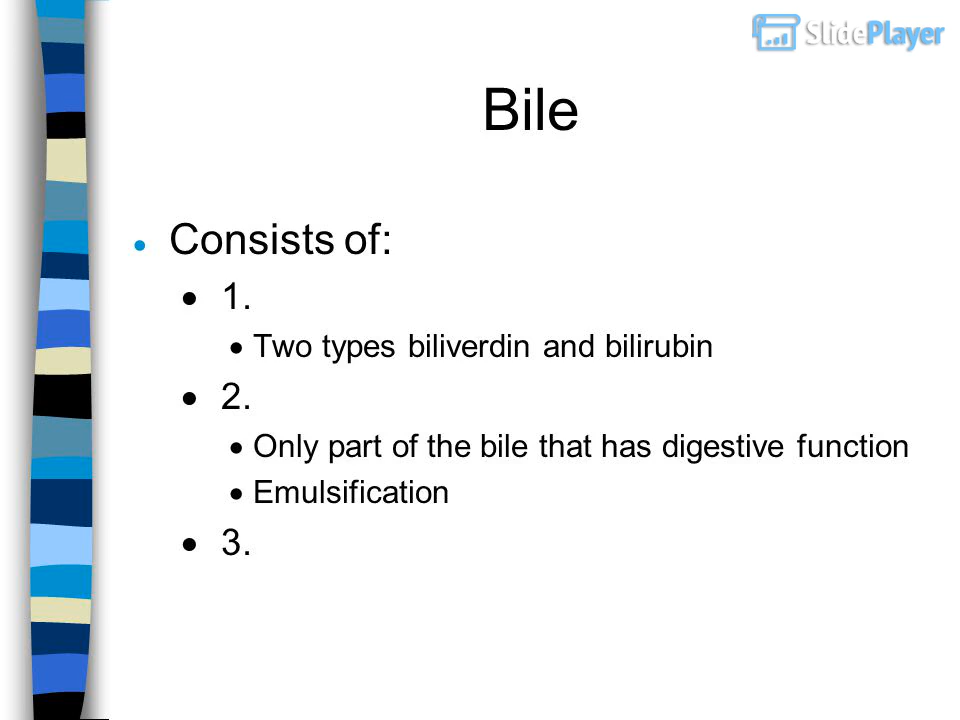 SlidePlayer
Bile
• Consists of:
• 1.
• Two types biliverdin and bilirubin
• 2.
• Only part of the bile that has digestive function
• Emulsification
• 3.